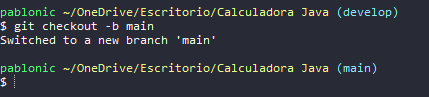 pablonic ~/OneDrive/Escritorio/Calculadora Java (develop)
$ git checkout -b main
Switched to a new branch 'main'
pablonic ~/OneDrive/Escritorio/Calculadora Java (main)
$